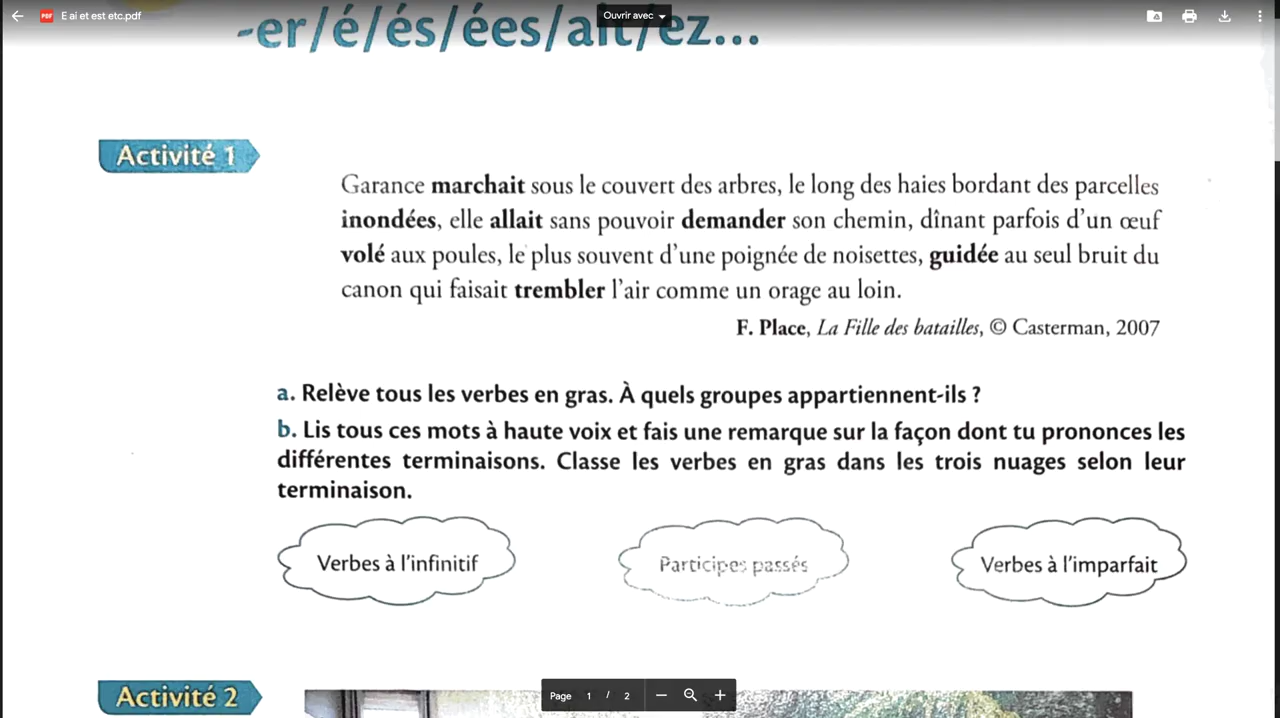 E ai et est etc.pdf
Ouvrir avec
-er/é/és/ées/ait/ez...
Activité 1
Garance marchait sous le couvert des arbres, le long des haies bordant des parcelles
inondées, elle allait sans pouvoir demander son chemin, dînant parfois d'un œuf
volé aux poules, le plus souvent d'une poignée de noisettes, guidée au seul bruit du
canon qui faisait trembler l'air comme un orage au loin.
F. Place, La Fille des batailles, © Casterman, 2007
a. Relève tous les verbes en gras. À quels groupes appartiennent-ils ?
b. Lis tous ces mots à haute voix et fais une remarque sur la façon dont tu prononces les
différentes terminaisons. Classe les verbes en gras dans les trois nuages selon leur
terminaison.
Verbes à l'infinitif
Participes passés
Verbes à l'imparfait
Activité 2
Page 1 / 2